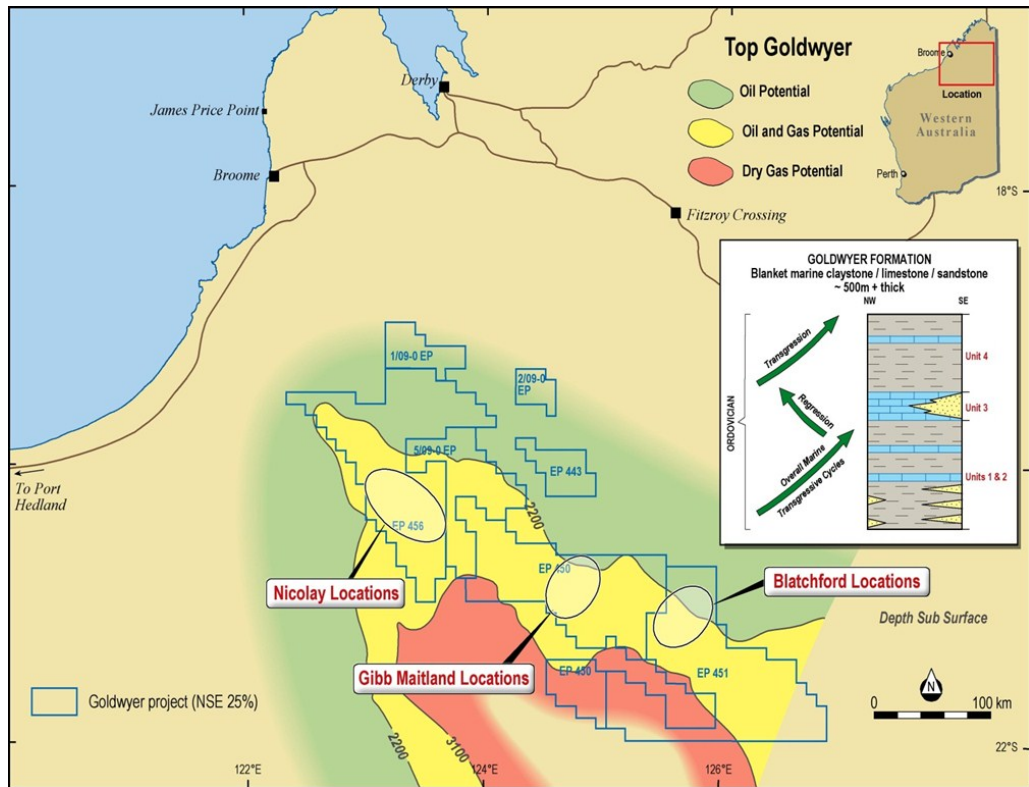 Top Goldwyer
Oil Potential
Oil and Gas Potential
Dry Gas Potential
Broome
Location
Western
Australia
Perth
Derby
James Price Point
Broome
Fitzroy Crossing
18°S
GOLDWYER FORMATION
Blanket marine claystone / limestone / sandstone
~ 500m + thick
NW
SE
ORDOVICIAN
Transgression
Regression
Overall Marine
Transgressive Cycles
Unit 4
Unit 3
Units 1 & 2
1/09-0 EP
2/09-0
EP
5/09-0 EP
EP 443
To Port
Hedland
2200
EP 456
EP 450
Nicolay Locations
Blatchford Locations
Depth Sub Surface
Gibb Maitland Locations
EP 430
EP 451
Goldwyer project (NSE 25%)
N
0
100 km
2200
3100
22°S
122°E
124°E
126°E